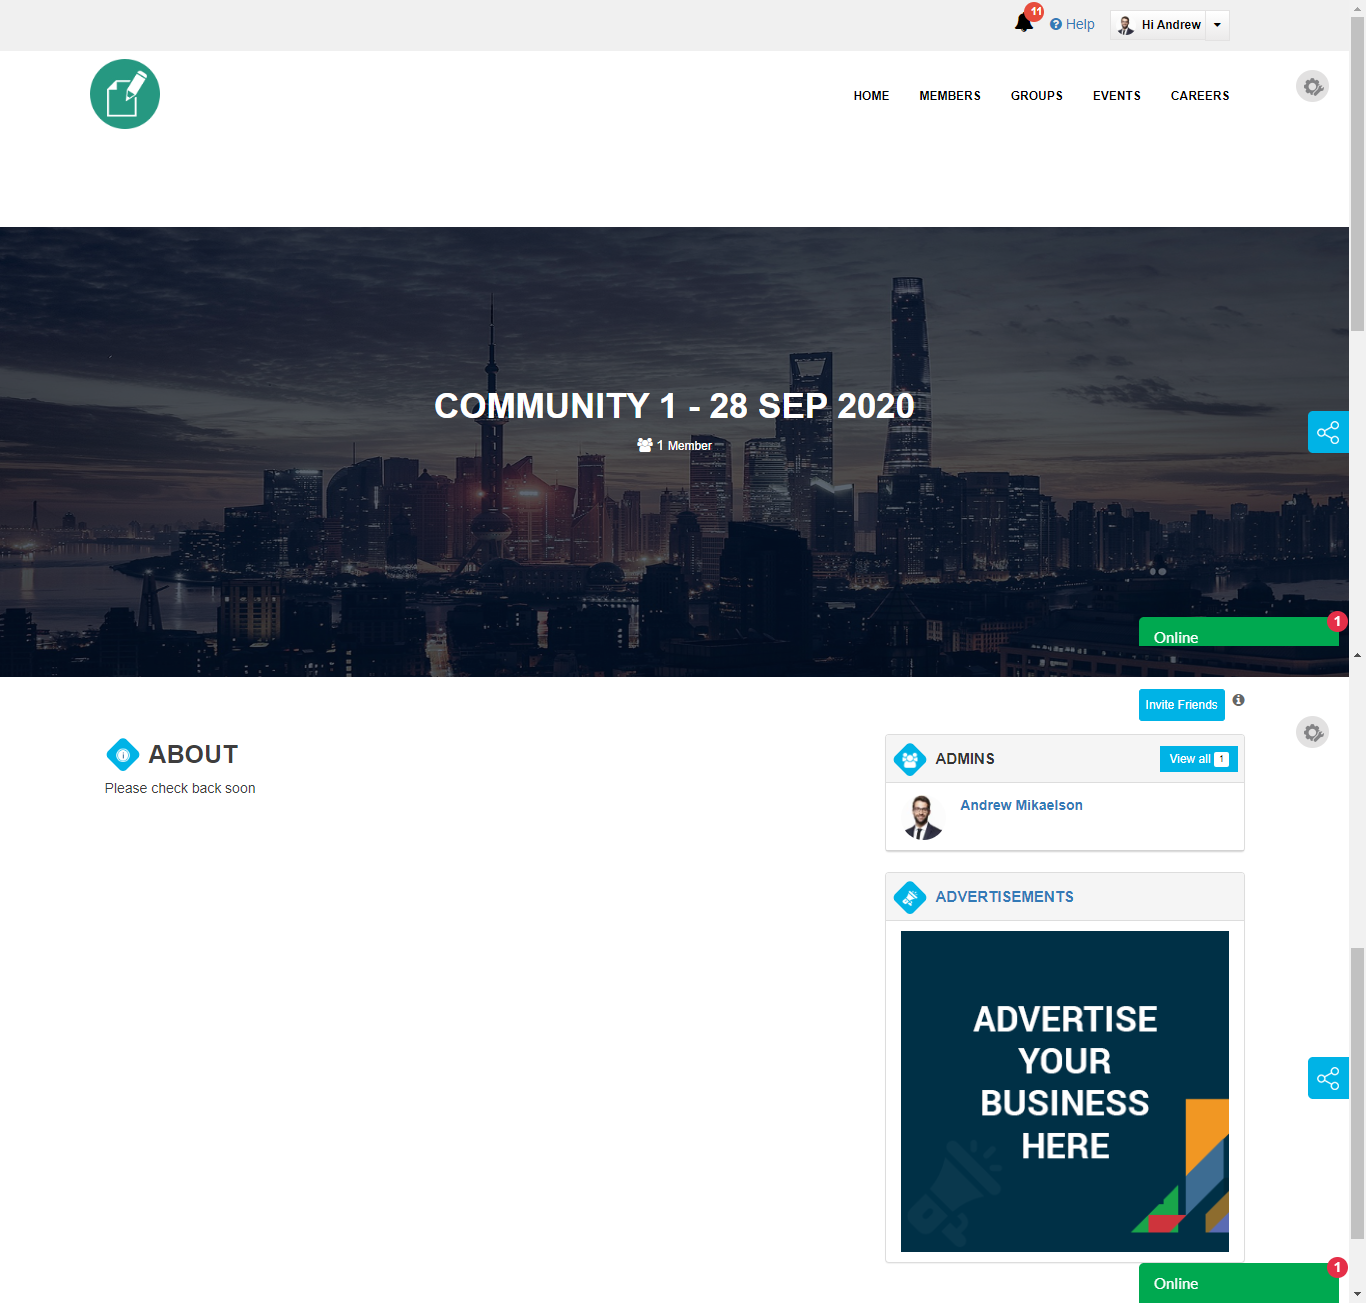 11
Help
Hi Andrew
HOME MEMBERS GROUPS EVENTS CAREERS
COMMUNITY 1 - 28 SEP 2020
1 Member
1
Online
Invite Friends
ABOUT
Please check back soon
ADMINS
View all 1
Andrew Mikaelson
ADVERTISEMENTS
ADVERTISE
YOUR
BUSINESS
HERE
1
Online